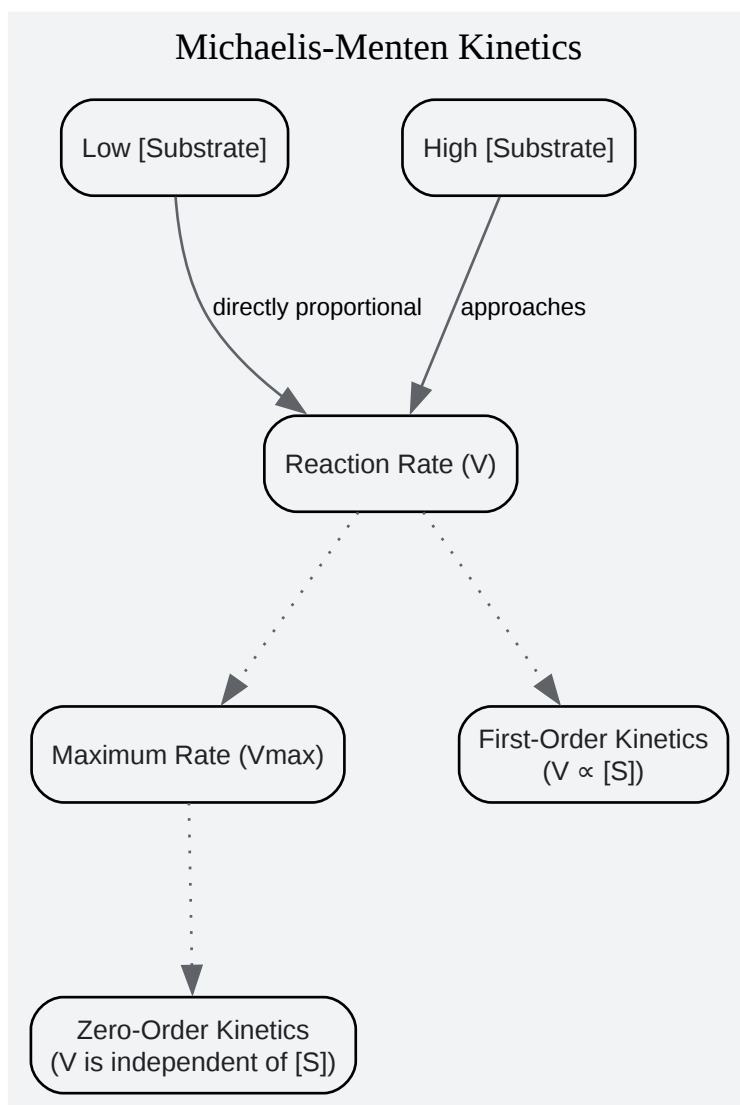 Michaelis-Menten Kinetics
Low [Substrate]
High [Substrate]
directly proportional
approaches
Reaction Rate (V)
Maximum Rate (Vmax)
First-Order Kinetics
(V ∝ [S])
Zero-Order Kinetics
(V is independent of [S])